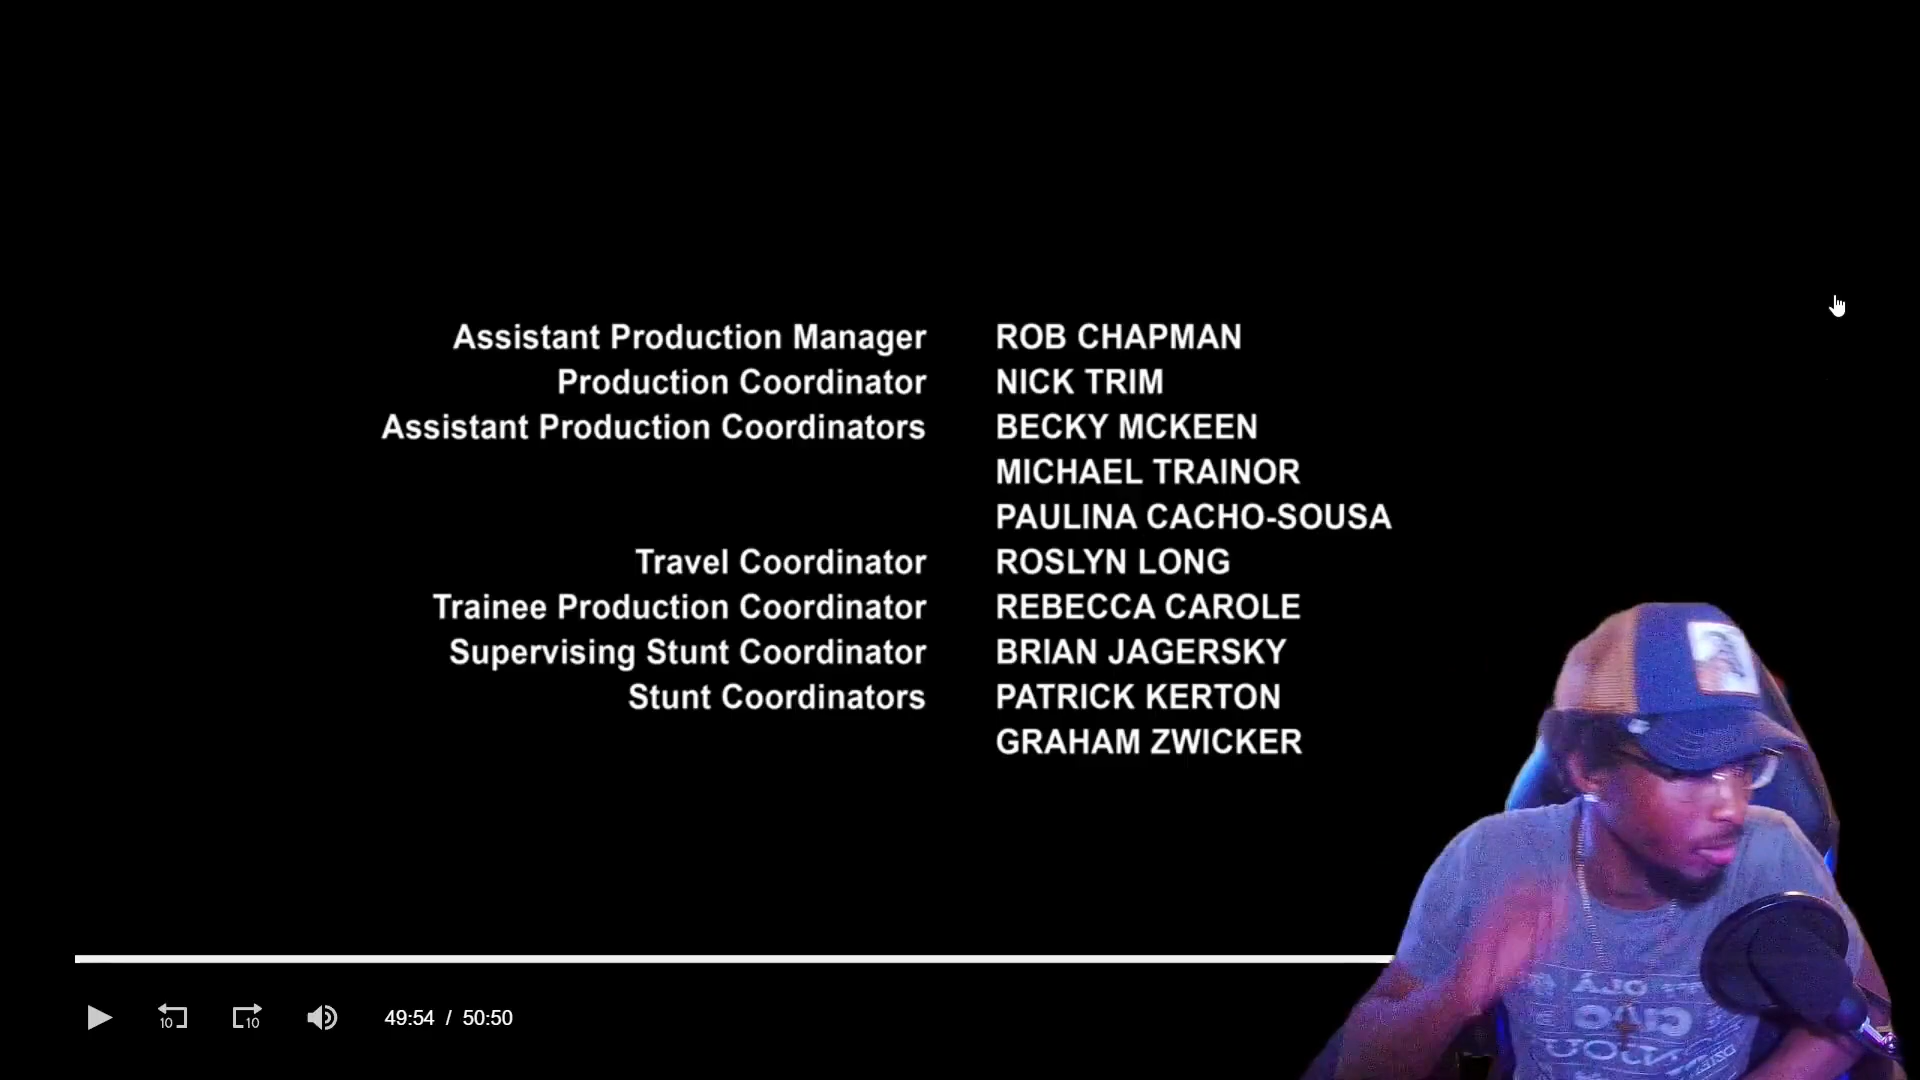 Assistant Production Manager ROB CHAPMAN
Production Coordinator NICK TRIM
Assistant Production Coordinators BECKY MCKEEN
MICHAEL TRAINOR
PAULINA CACHO-SOUSA
Travel Coordinator ROSLYN LONG
Trainee Production Coordinator REBECCA CAROLE
Supervising Stunt Coordinator BRIAN JAGERSKY
Stunt Coordinators PATRICK KERTON
GRAHAM ZWICKER
10 10 49:54 / 50:50